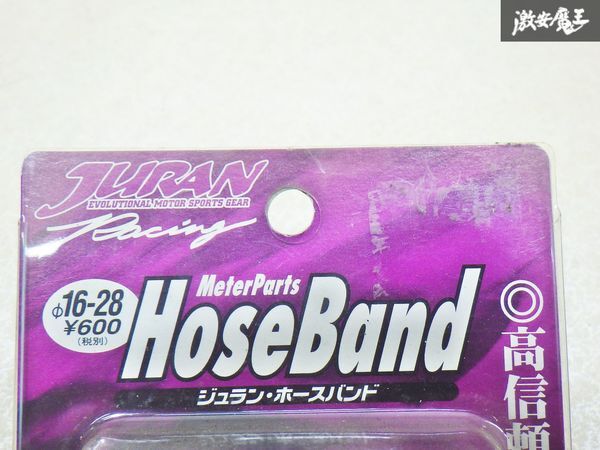 激安魔王
JURAN
EVOLUTIONAL MOTOR SPORTS GEAR
Racing
φ16-28
¥600
(税別)
MeterParts
HoseBand
ジュラン・ホースバンド
◎高信頼